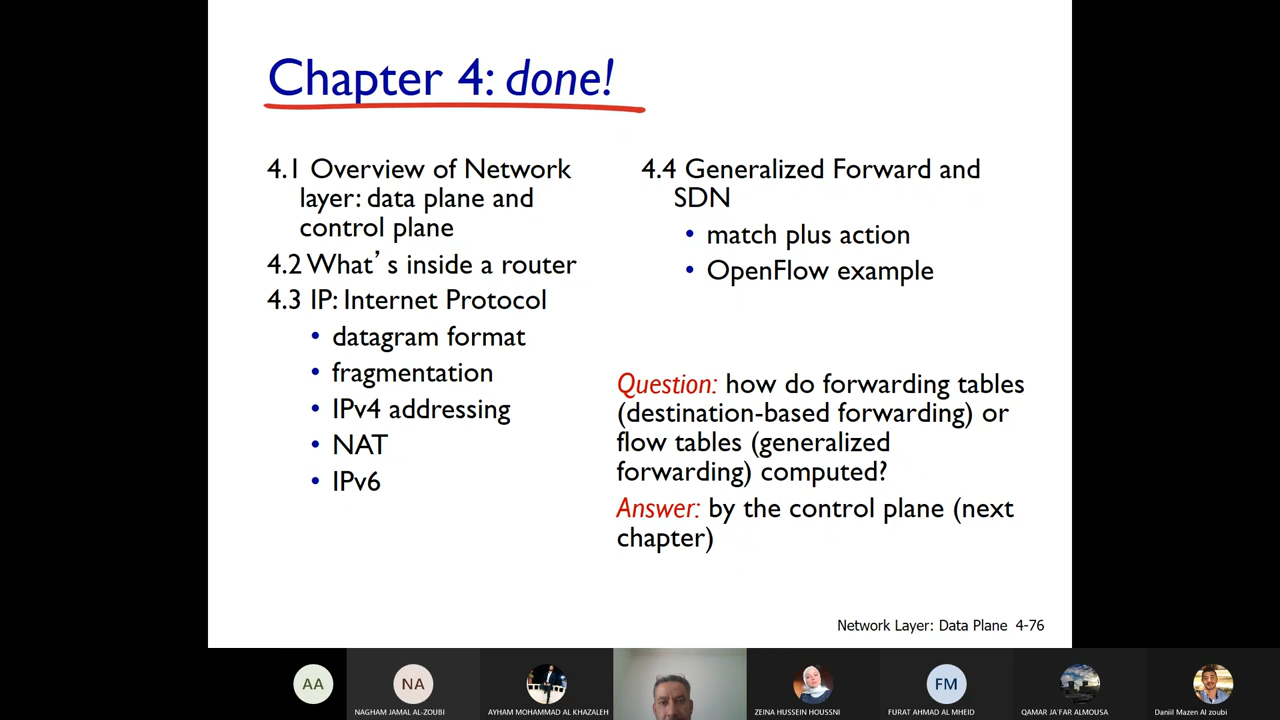 Chapter 4: done!
4.1 Overview of Network
layer: data plane and
control plane
4.2 What's inside a router
4.3 IP: Internet Protocol
• datagram format
• fragmentation
• IPv4 addressing
• NAT
• IPv6
4.4 Generalized Forward and
SDN
• match plus action
• OpenFlow example
Question: how do forwarding tables
(destination-based forwarding) or
flow tables (generalized
forwarding) computed?
Answer: by the control plane (next
chapter)
Network Layer: Data Plane 4-76
AA
NA
FM
NAGHAM JAMAL AL-ZOUBI
AYHAM MOHAMMAD AL KHAZALEH
ZEINA HUSSEIN HOUSSNI
FURAT AHMAD AL MHEID
QAMAR JA'FAR ALMOUSA
Daniil Mazen Al zoubi